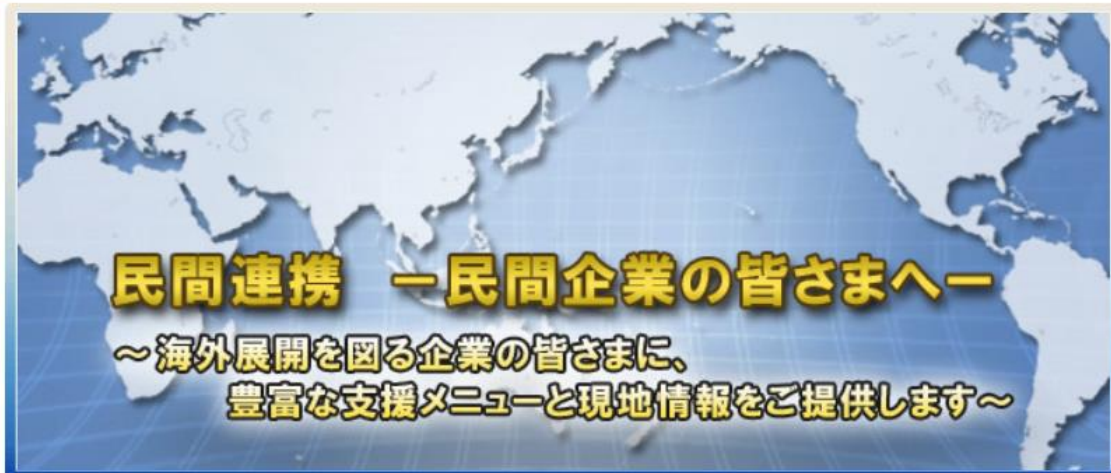 民間連携 －民間企業の皆さまへ－
～海外展開を図る企業の皆さまに、
豊富な支援メニューと現地情報をご提供します～